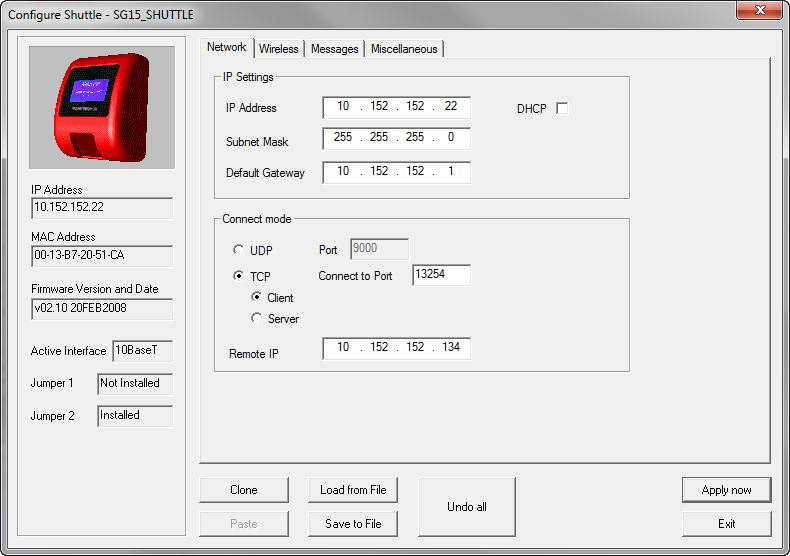 Configure Shuttle - SG15_SHUTTLE
Network Wireless Messages Miscellaneous
IP Settings
IP Address 10 . 152 . 152 . 22 DHCP
Subnet Mask 255 . 255 . 255 . 0
Default Gateway 10 . 152 . 152 . 1
IP Address
10.152.152.22
MAC Address
00-13-B7-20-51-CA
Firmware Version and Date
v02.10 20FEB2008
Active Interface 10BaseT
Jumper 1 Not Installed
Jumper 2 Installed
Connect mode
UDP Port 9000
TCP Connect to Port 13254
Client
Server
Remote IP 10 . 152 . 152 . 134
Clone Load from File Undo all Apply now
Paste Save to File Exit